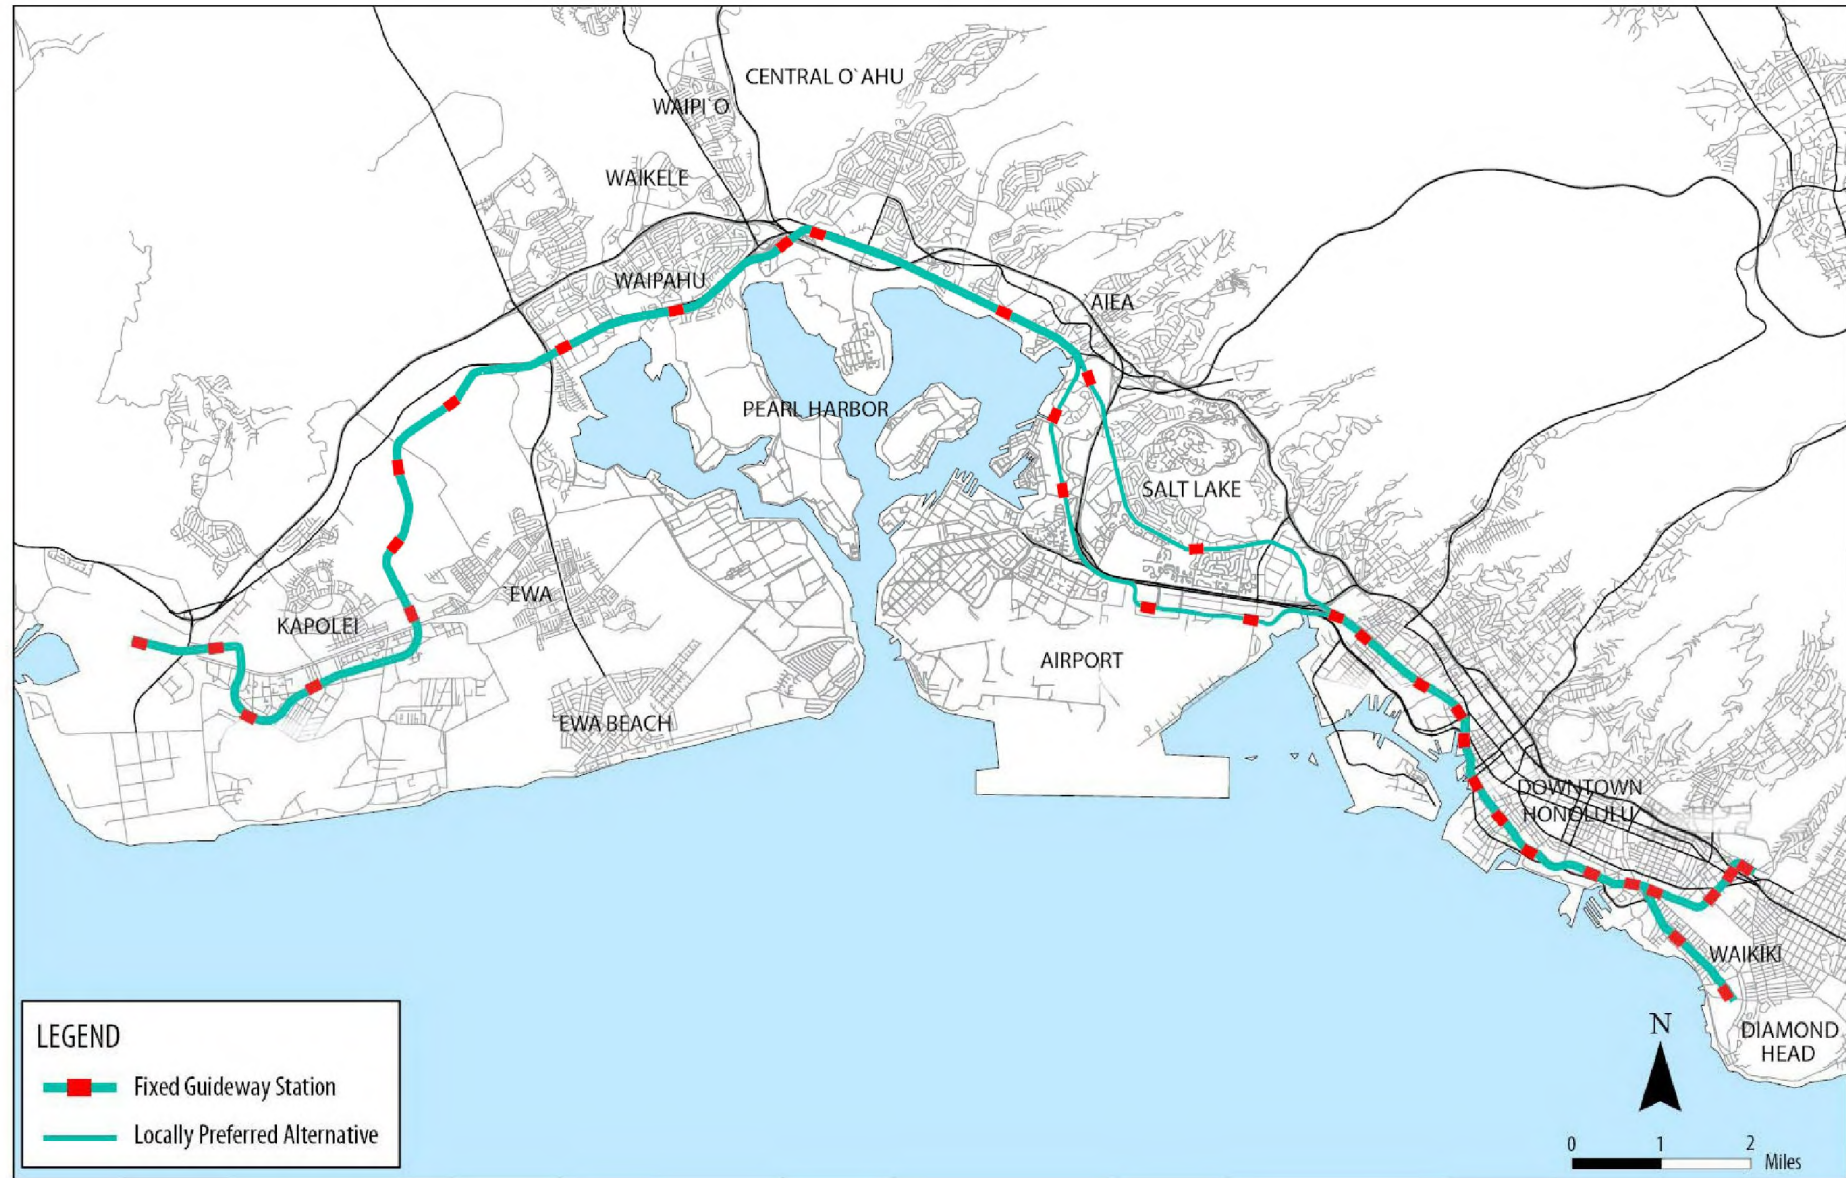 CENTRAL O`AHU
WAIPI`O
WAIKELE
WAIPAHU
AIEA
PEARL HARBOR
SALT LAKE
EWA
KAPOLEI
AIRPORT
EWA BEACH
DOWNTOWN
HONOLULU
WAIKIKI
DIAMOND
HEAD
LEGEND
Fixed Guideway Station
Locally Preferred Alternative
N
0 1 2
Miles